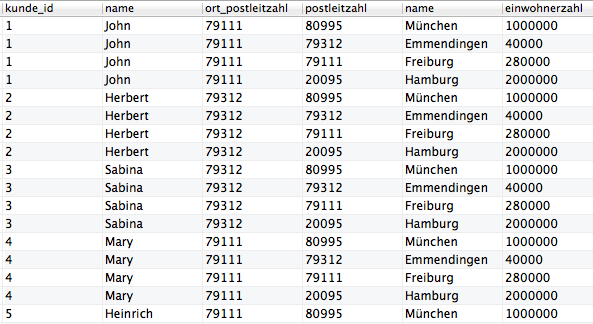 kunde_id name ort_postleitzahl postleitzahl name einwohnerzahl
1 John 79111 80995 München 1000000
1 John 79111 79312 Emmendingen 40000
1 John 79111 79111 Freiburg 280000
1 John 79111 20095 Hamburg 2000000
2 Herbert 79312 80995 München 1000000
2 Herbert 79312 79312 Emmendingen 40000
2 Herbert 79312 79111 Freiburg 280000
2 Herbert 79312 20095 Hamburg 2000000
3 Sabina 79312 80995 München 1000000
3 Sabina 79312 79312 Emmendingen 40000
3 Sabina 79312 79111 Freiburg 280000
3 Sabina 79312 20095 Hamburg 2000000
4 Mary 79111 80995 München 1000000
4 Mary 79111 79312 Emmendingen 40000
4 Mary 79111 79111 Freiburg 280000
4 Mary 79111 20095 Hamburg 2000000
5 Heinrich 79111 80995 München 1000000